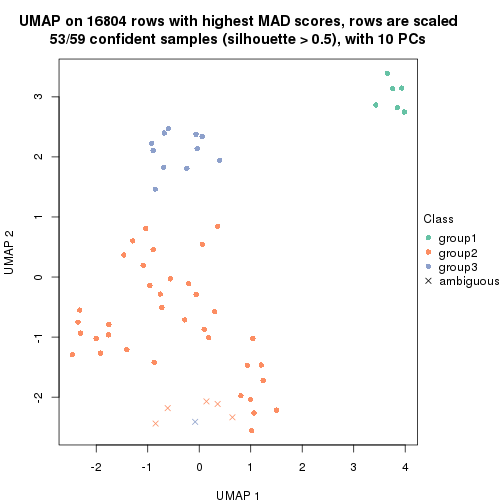 UMAP on 16804 rows with highest MAD scores, rows are scaled
53/59 confident samples (silhouette > 0.5), with 10 PCs
3
2
1
0
-1
-2
UMAP 2
-2 -1 0 1 2 3 4
UMAP 1
Class
group1
group2
group3
ambiguous